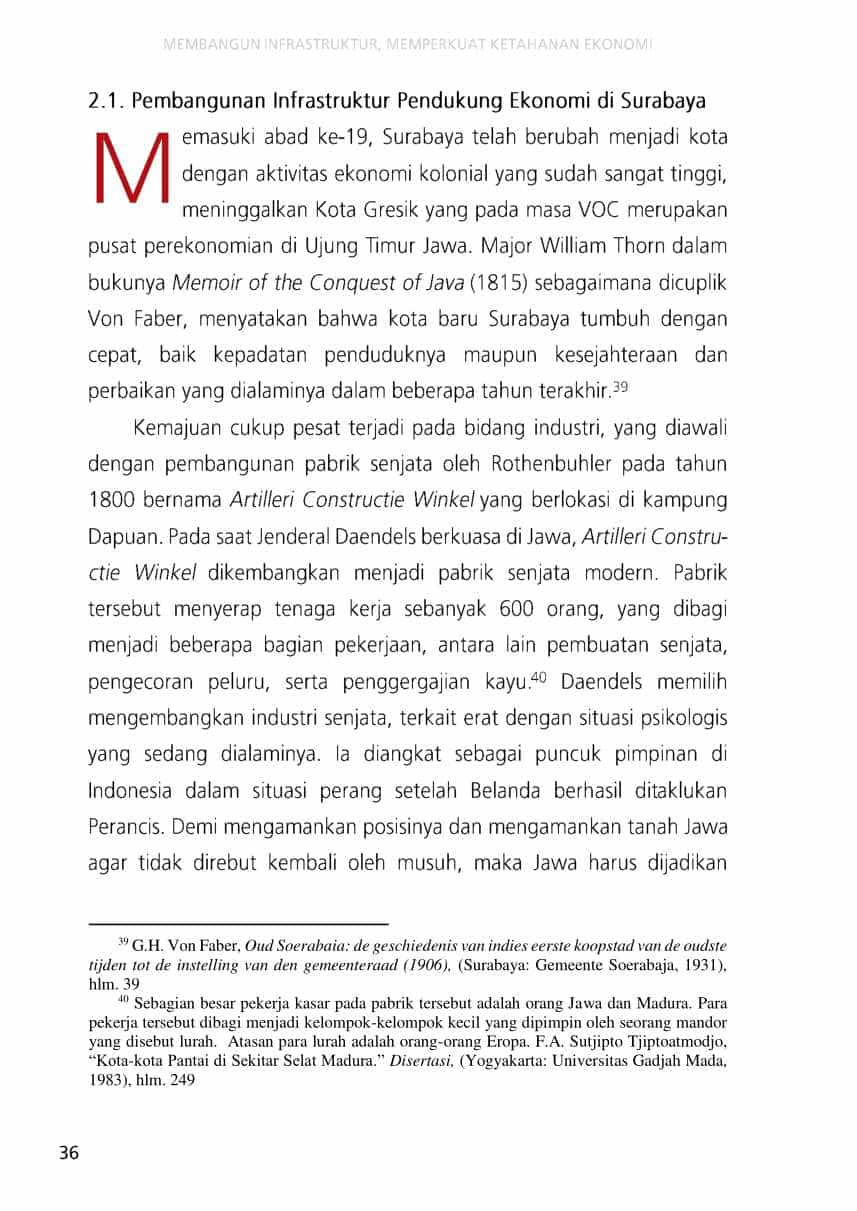 MEMBANGUN INFRASTRUKTUR, MEMPERKUAT KETAHANAN EKONOMI
2.1. Pembangunan Infrastruktur Pendukung Ekonomi di Surabaya
Memasuki abad ke-19, Surabaya telah berubah menjadi kota
dengan aktivitas ekonomi kolonial yang sudah sangat tinggi,
meninggalkan Kota Gresik yang pada masa VOC merupakan
pusat perekonomian di Ujung Timur Jawa. Major William Thorn dalam
bukunya Memoir of the Conquest of Java (1815) sebagaimana dicuplik
Von Faber, menyatakan bahwa kota baru Surabaya tumbuh dengan
cepat, baik kepadatan penduduknya maupun kesejahteraan dan
perbaikan yang dialaminya dalam beberapa tahun terakhir.39
Kemajuan cukup pesat terjadi pada bidang industri, yang diawali
dengan pembangunan pabrik senjata oleh Rothenbuhler pada tahun
1800 bernama Artilleri Constructie Winkel yang berlokasi di kampung
Dapuan. Pada saat Jenderal Daendels berkuasa di Jawa, Artilleri Constru-
ctie Winkel dikembangkan menjadi pabrik senjata modern. Pabrik
tersebut menyerap tenaga kerja sebanyak 600 orang, yang dibagi
menjadi beberapa bagian pekerjaan, antara lain pembuatan senjata,
pengecoran peluru, serta penggergajian kayu.40 Daendels memilih
mengembangkan industri senjata, terkait erat dengan situasi psikologis
yang sedang dialaminya. Ia diangkat sebagai puncuk pimpinan di
Indonesia dalam situasi perang setelah Belanda berhasil ditaklukan
Perancis. Demi mengamankan posisinya dan mengamankan tanah Jawa
agar tidak direbut kembali oleh musuh, maka Jawa harus dijadikan
39 G.H. Von Faber, Oud Soerabaia: de geschiedenis van indies eerste koopstad van de oudste
tijden tot de instelling van den gemeenteraad (1906), (Surabaya: Gemeente Soerabaja, 1931),
hlm. 39
40 Sebagian besar pekerja kasar pada pabrik tersebut adalah orang Jawa dan Madura. Para
pekerja tersebut dibagi menjadi kelompok-kelompok kecil yang dipimpin oleh seorang mandor
yang disebut lurah. Atasan para lurah adalah orang-orang Eropa. F.A. Sutjipto Tjiptoatmodjo,
“Kota-kota Pantai di Sekitar Selat Madura.” Disertasi, (Yogyakarta: Universitas Gadjah Mada,
1983), hlm. 249
36